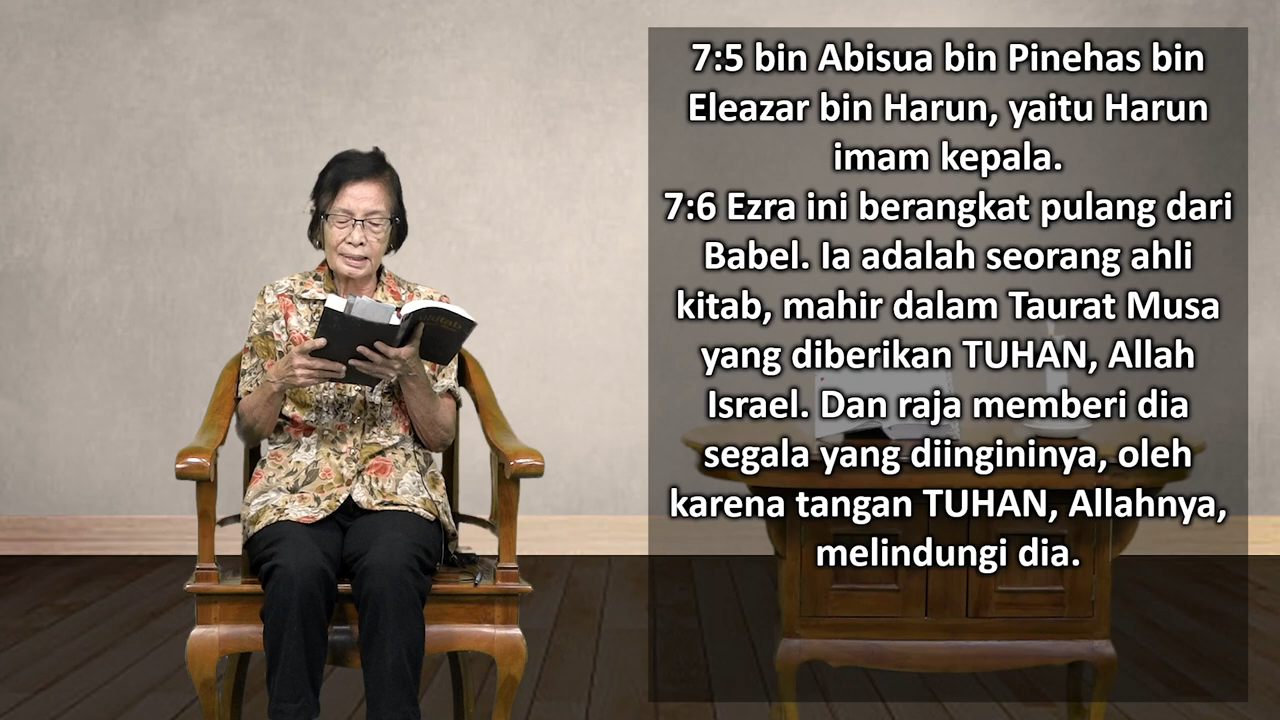 7:5 bin Abisua bin Pinehas bin
Eleazar bin Harun, yaitu Harun
imam kepala.
7:6 Ezra ini berangkat pulang dari
Babel. Ia adalah seorang ahli
kitab, mahir dalam Taurat Musa
yang diberikan TUHAN, Allah
Israel. Dan raja memberi dia
segala yang diingininya, oleh
karena tangan TUHAN, Allahnya,
melindungi dia.